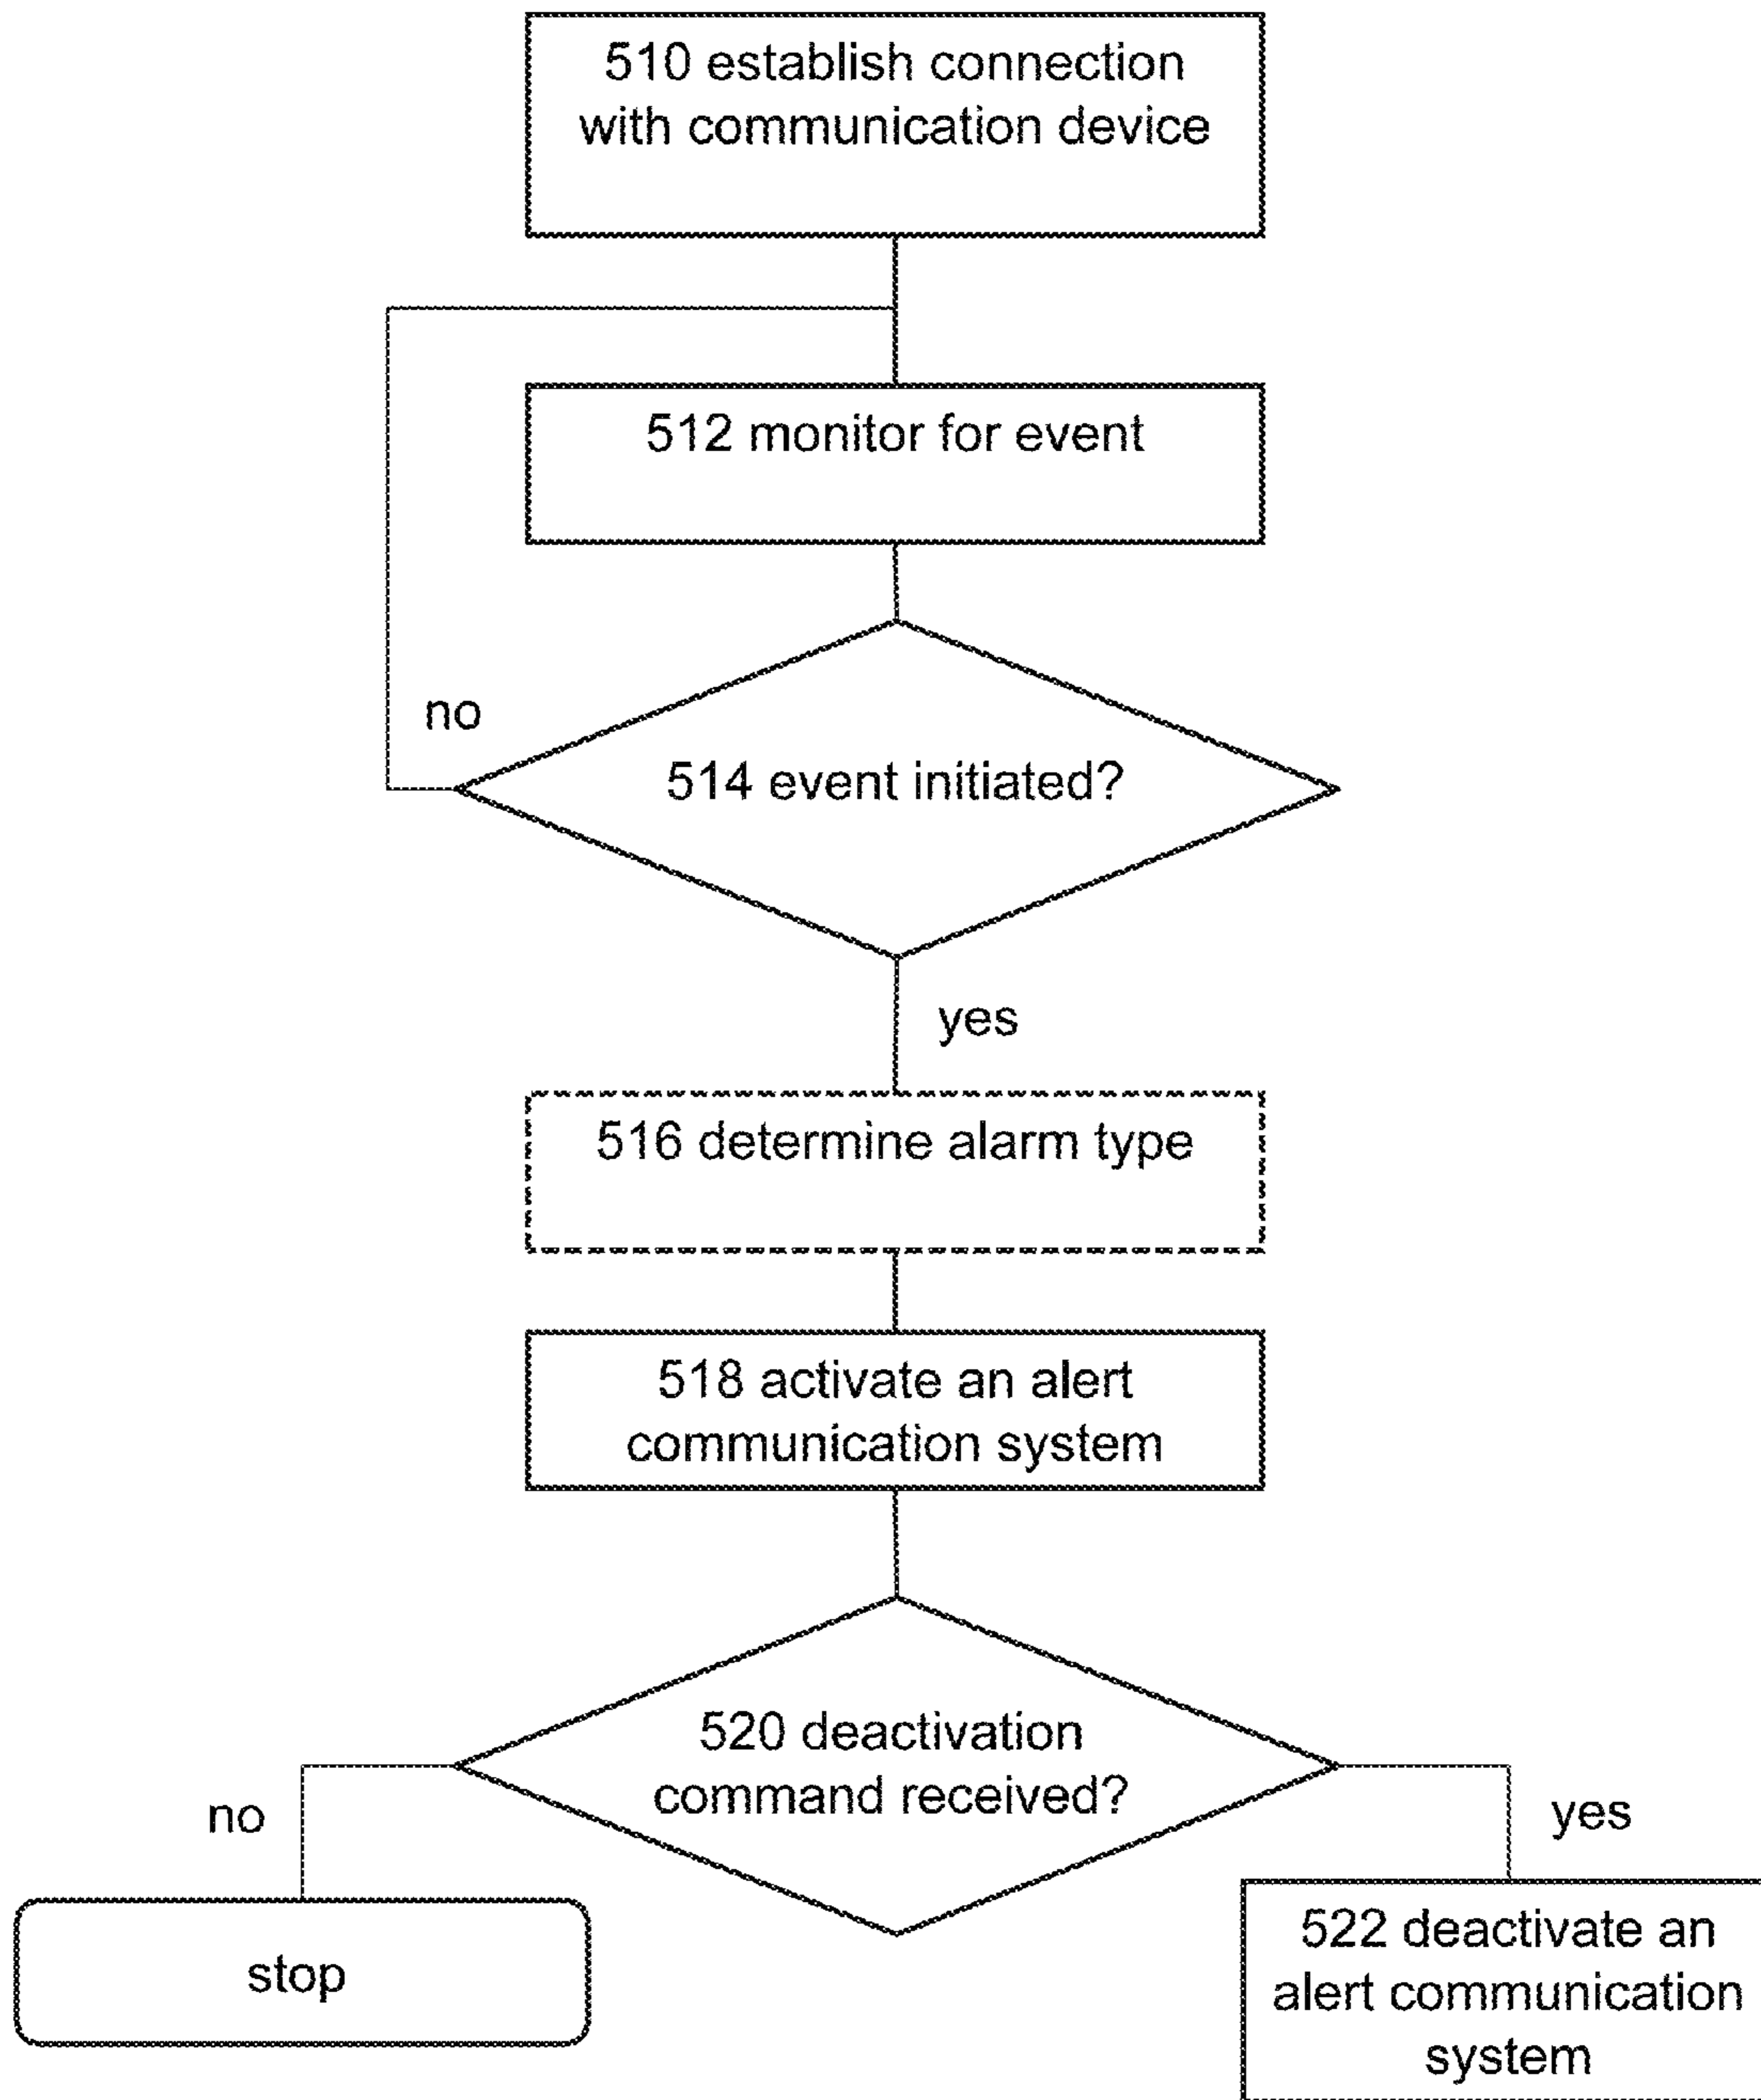 510 establish connection
with communication device
512 monitor for event
no
514 event initiated?
yes
516 determine alarm type
518 activate an alert
communication system
520 deactivation
command received?
no
yes
stop
522 deactivate an
alert communication
system